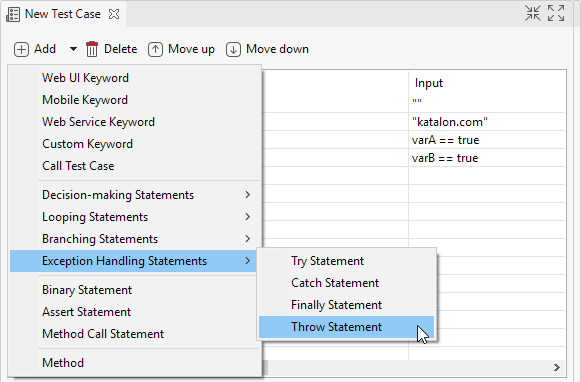 New Test Case
Add Delete Move up Move down
Web UI Keyword
Mobile Keyword
Web Service Keyword
Custom Keyword
Call Test Case
Decision-making Statements
Looping Statements
Branching Statements
Exception Handling Statements
Binary Statement
Assert Statement
Method Call Statement
Method
Try Statement
Catch Statement
Finally Statement
Throw Statement
Input
""
"katalon.com"
varA == true
varB == true